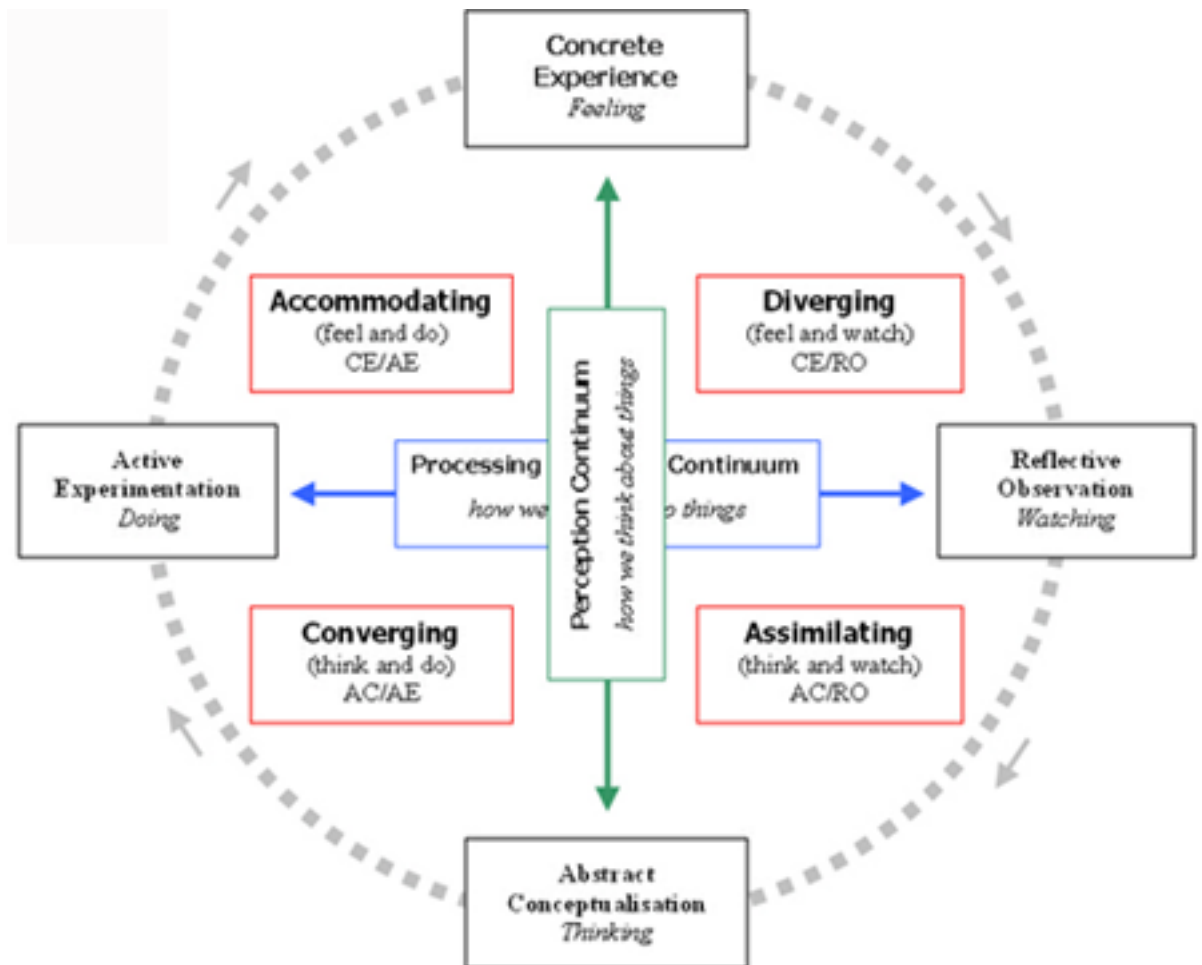 Concrete
Experience
Feeling
Accommodating
(feel and do)
CE/AE
Diverging
(feel and watch)
CE/RO
Active
Experimentation
Doing
Processing Continuum
how we o things
Perception Continuum
how we think about things
Reflective
Observation
Watching
Converging
(think and do)
AC/AE
Assimilating
(think and watch)
AC/RO
Abstract
Conceptualisation
Thinking